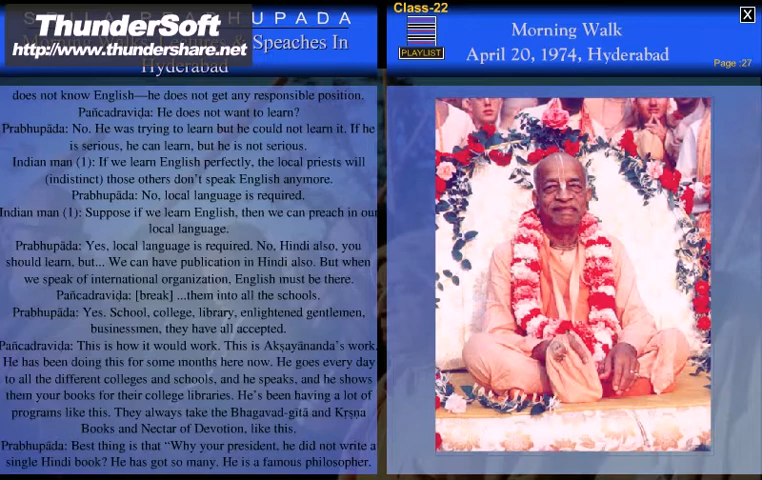 SRILA PRABHUPADA
ThunderSoft
http://www.thundershare.net
Morning Walks, Lectures & Speaches In
Hyderabad
does not know English—he does not get any responsible position.
Pañcadraviḍa: He does not want to learn?
Prabhupāda: No. He was trying to learn but he could not learn it. If he
is serious, he can learn, but he is not serious.
Indian man (1): If we learn English perfectly, the local priests will
(indistinct) those others don't speak English anymore.
Prabhupāda: No, local language is required.
Indian man (1): Suppose if we learn English, then we can preach in our
local language.
Prabhupāda: Yes, local language is required. No, Hindi also, you
should learn, but... We can have publication in Hindi also. But when
we speak of international organization, English must be there.
Pañcadraviḍa: [break] ...them into all the schools.
Prabhupāda: Yes. School, college, library, enlightened gentlemen,
businessmen, they have all accepted.
Pañcadraviḍa: This is how it would work. This is Akṣayānanda's work.
He has been doing this for some months here now. He goes every day
to all the different colleges and schools, and he speaks, and he shows
them your books for their college libraries. He's been having a lot of
programs like this. They always take the Bhagavad-gītā and Kṛṣṇa
Books and Nectar of Devotion, like this.
Prabhupāda: Best thing is that “Why your president, he did not write a
single Hindi book? He has got so many. He is a famous philosopher.
Class-22
PLAYLIST
Morning Walk
April 20, 1974, Hyderabad
Page :27
X